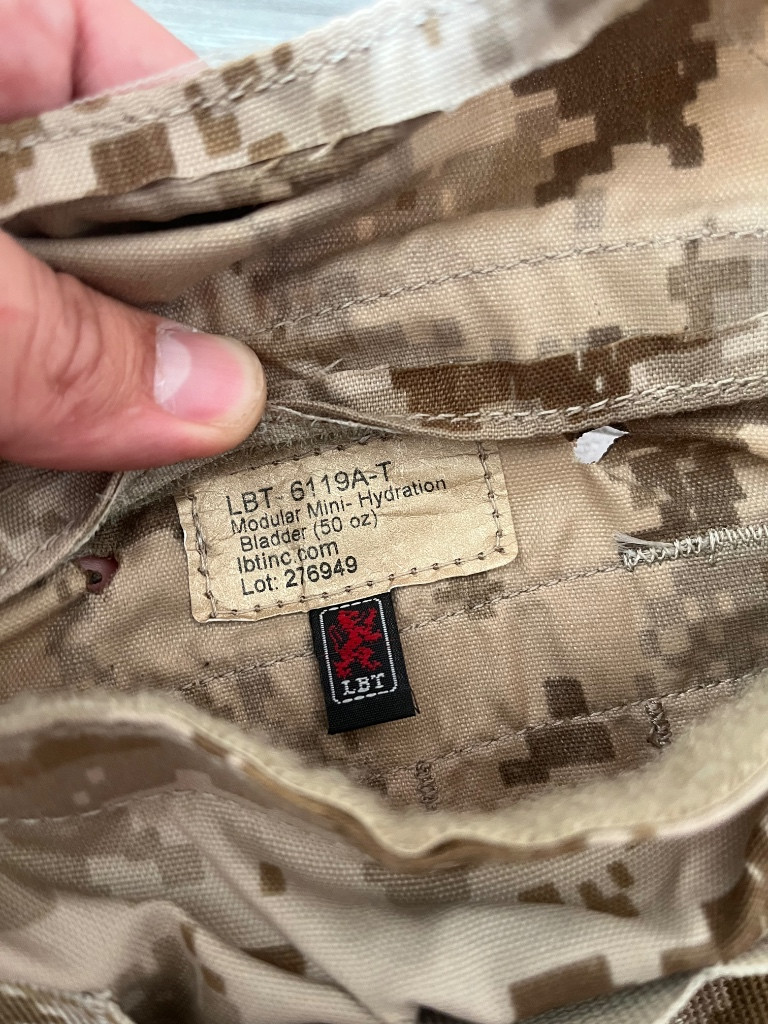 LBT- 6119A-T
Modular Mini- Hydration
Bladder (50 oz)
lbtinc.com
Lot: 276949
LBT